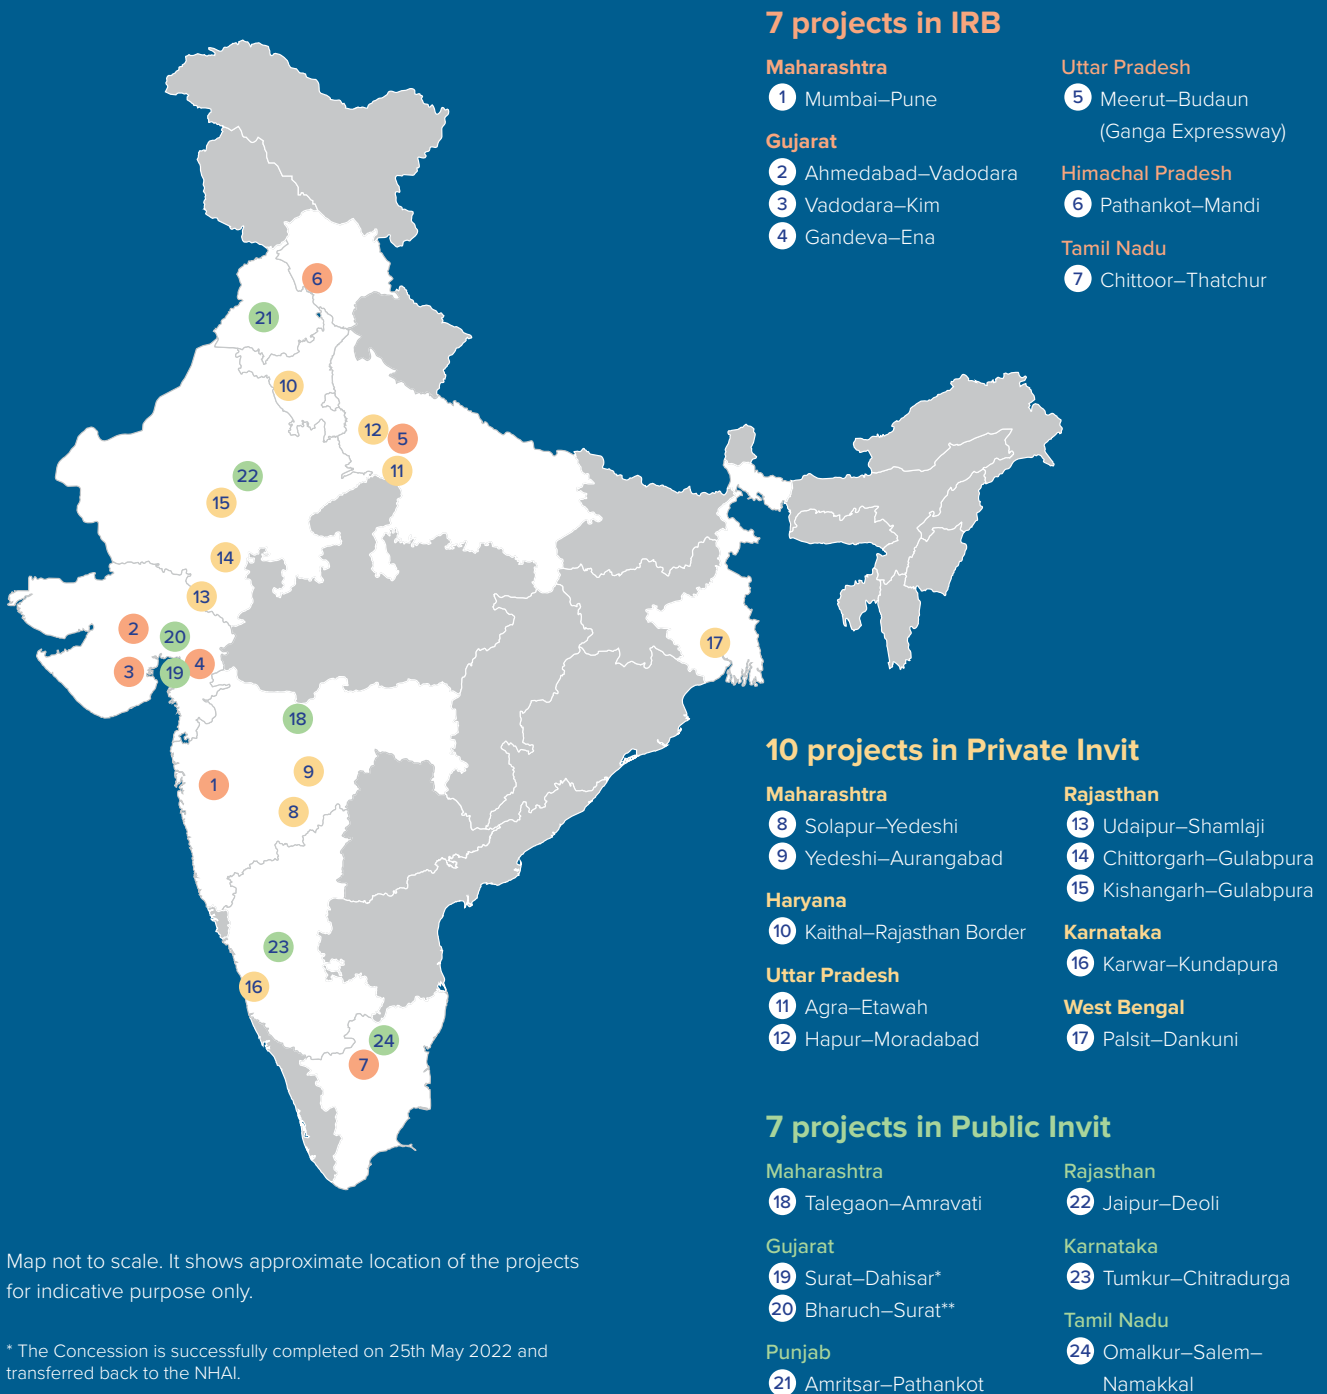 7 projects in IRB
Maharashtra
1 Mumbai–Pune
Gujarat
2 Ahmedabad–Vadodara
3 Vadodara–Kim
4 Gandeva–Ena
Uttar Pradesh
5 Meerut–Budaun
(Ganga Expressway)
Himachal Pradesh
6 Pathankot–Mandi
Tamil Nadu
7 Chittoor–Thatchur
6
21
10
12
5
11
22
15
14
13
2
20
4
3
19
17
18
9
1
8
23
16
24
7
10 projects in Private Invit
Maharashtra
8 Solapur–Yedeshi
9 Yedeshi–Aurangabad
Haryana
10 Kaithal–Rajasthan Border
Uttar Pradesh
11 Agra–Etawah
12 Hapur–Moradabad
Rajasthan
13 Udaipur–Shamlaji
14 Chittorgarh–Gulabpura
15 Kishangarh–Gulabpura
Karnataka
16 Karwar–Kundapura
West Bengal
17 Palsit–Dankuni
7 projects in Public Invit
Maharashtra
18 Talegaon–Amravati
Gujarat
19 Surat–Dahisar*
20 Bharuch–Surat**
Punjab
21 Amritsar–Pathankot
Rajasthan
22 Jaipur–Deoli
Karnataka
23 Tumkur–Chitradurga
Tamil Nadu
24 Omalkur–Salem–
Namakkal
Map not to scale. It shows approximate location of the projects
for indicative purpose only.
* The Concession is successfully completed on 25th May 2022 and
transferred back to the NHAI.